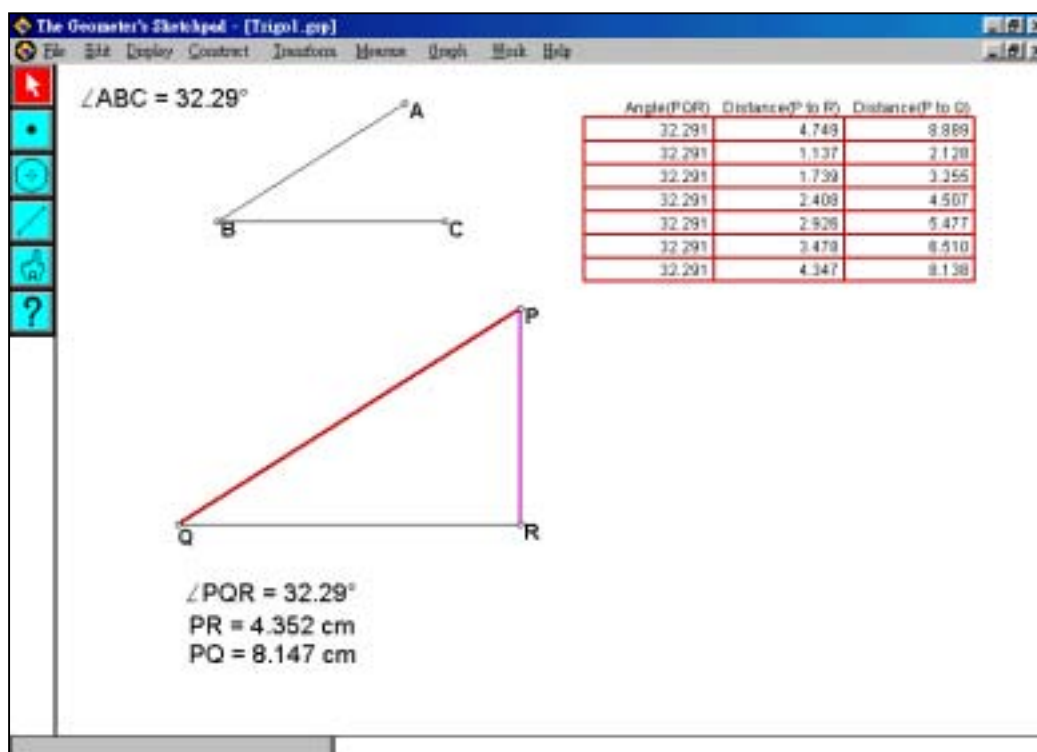 The Geometer's Sketchpad - [Trigo1.gsp]
File Edit Display Construct Transform Measure Graph Work Help
∠ABC = 32.29°
A
B
C
Angle(PQR) Distance(P to R) Distance(P to Q)
32.291 4.749 8.889
32.291 1.137 2.128
32.291 1.739 3.255
32.291 2.408 4.507
32.291 2.926 5.477
32.291 3.478 6.510
32.291 4.347 8.138
P
Q
R
∠PQR = 32.29°
PR = 4.352 cm
PQ = 8.147 cm